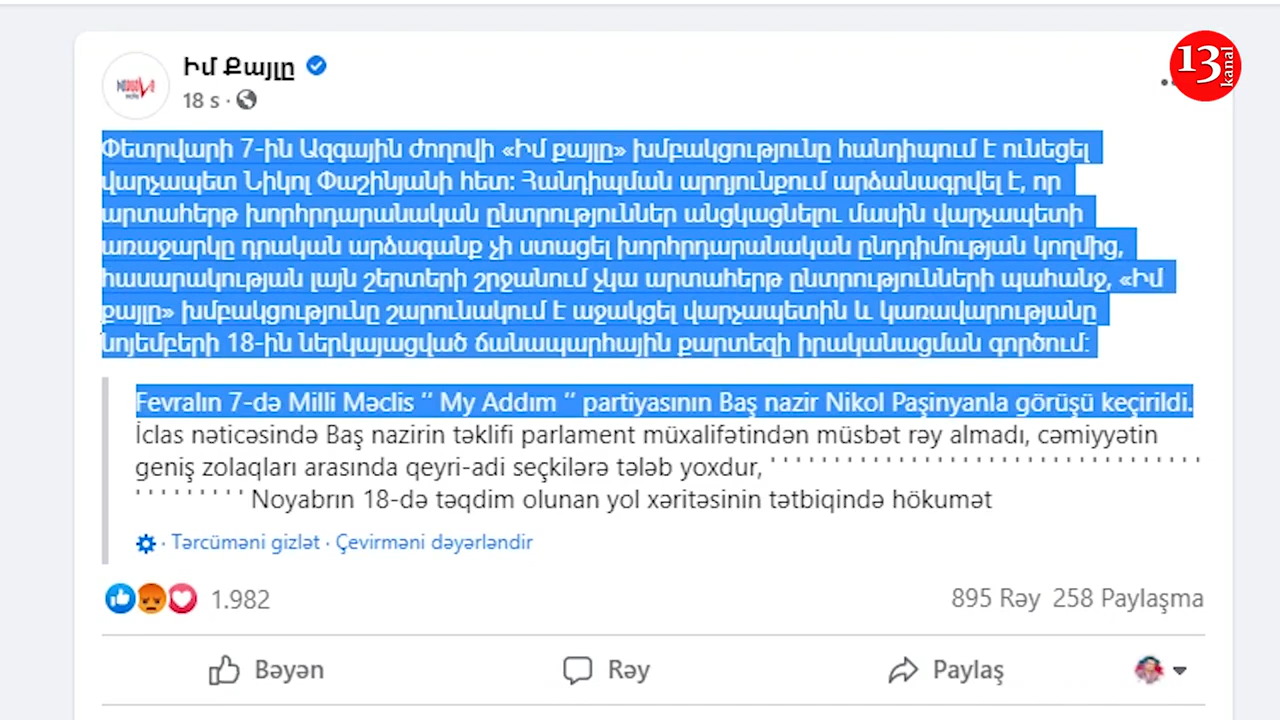 Իմ Քայլը
18 s ·
13 kanal
Փետրվարի 7-ին Ազգային ժողովի «Իմ քայլը» խմբակցությունը հանդիպում է ունեցել
վարչապետ Նիկոլ Փաշինյանի հետ: Հանդիպման արդյունքում արձանագրվել է, որ
արտահերթ խորհրդարանական ընտրություններ անցկացնելու մասին վարչապետի
առաջարկը դրական արձագանք չի ստացել խորհրդարանական ընդդիմության կողմից,
հասարակության լայն շերտերի շրջանում չկա արտահերթ ընտրությունների պահանջ, «Իմ
քայլը» խմբակցությունը շարունակում է աջակցել վարչապետին և կառավարությանը
նոյեմբերի 18-ին ներկայացված ճանապարհային քարտեզի իրականացման գործում:
Fevralın 7-də Milli Məclis ‘’ My Addım ‘’ partiyasının Baş nazir Nikol Paşinyanla görüşü keçirildi.
İclas nəticəsində Baş nazirin təklifi parlament müxalifətindən müsbət rəy almadı, cəmiyyətin
geniş zolaqları arasında qeyri-adi seçkilərə tələb yoxdur, ' ' ' ' ' ' ' ' ' ' ' ' ' ' ' ' ' ' ' ' ' ' ' ' ' ' ' ' ' ' ' ' ' '
' ' ' ' ' ' ' ' ' Noyabrın 18-də təqdim olunan yol xəritəsinin tətbiqində hökumət
· Tərcüməni gizlət · Çevirməni dəyərləndir
1.982 895 Rəy 258 Paylaşma
Bəyən Rəy Paylaş